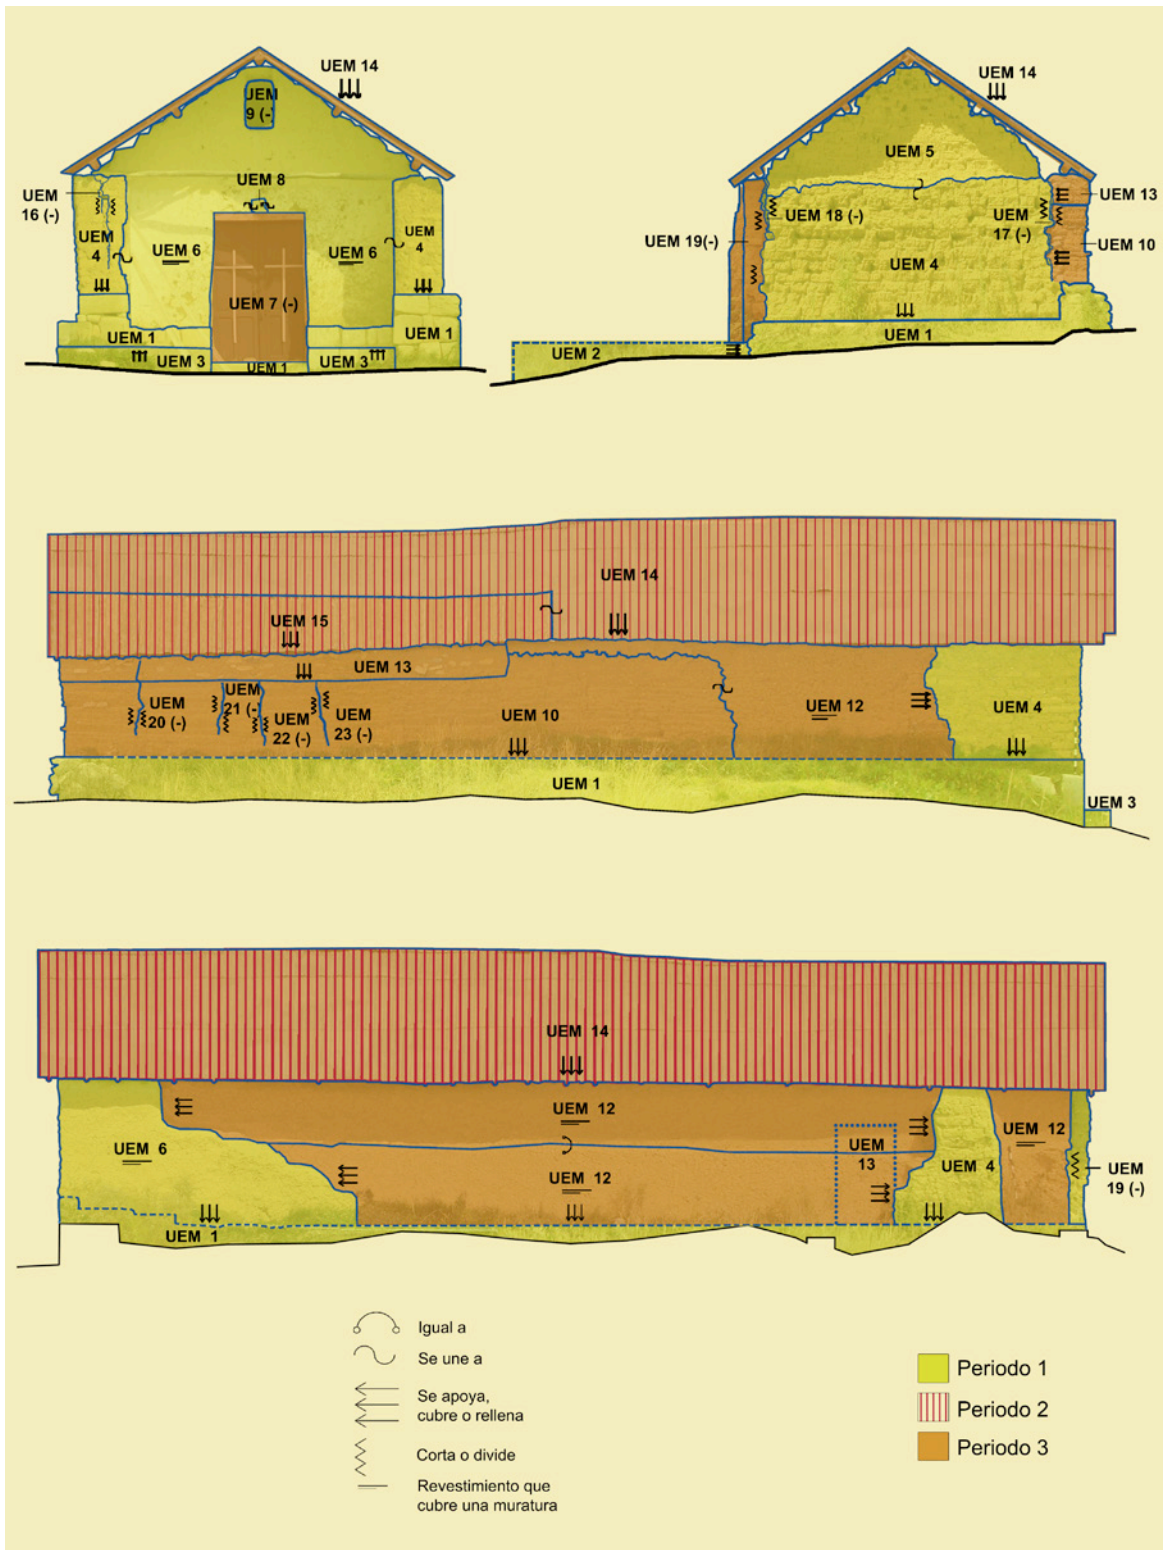 UEM 14
UEM
9 (-)
UEM 8
UEM
16 (-)
UEM
4
UEM 6
UEM 6
UEM
4
UEM 7 (-)
UEM 1
UEM 1
UEM 3
UEM 1
UEM 3
UEM 14
UEM 5
UEM 13
UEM 18 (-)
UEM
17 (-)
UEM 19(-)
UEM 10
UEM 4
UEM 1
UEM 2
UEM 14
UEM 15
UEM 13
UEM
20 (-)
UEM
21 (-)
UEM
22 (-)
UEM
23 (-)
UEM 10
UEM 12
UEM 4
UEM 1
UEM 3
UEM 14
UEM 12
UEM 6
UEM 12
UEM
13
UEM 4
UEM 12
UEM
19 (-)
UEM 1
Igual a
Se une a
Se apoya,
cubre o rellena
Corta o divide
Revestimiento que
cubre una muratura
Periodo 1
Periodo 2
Periodo 3